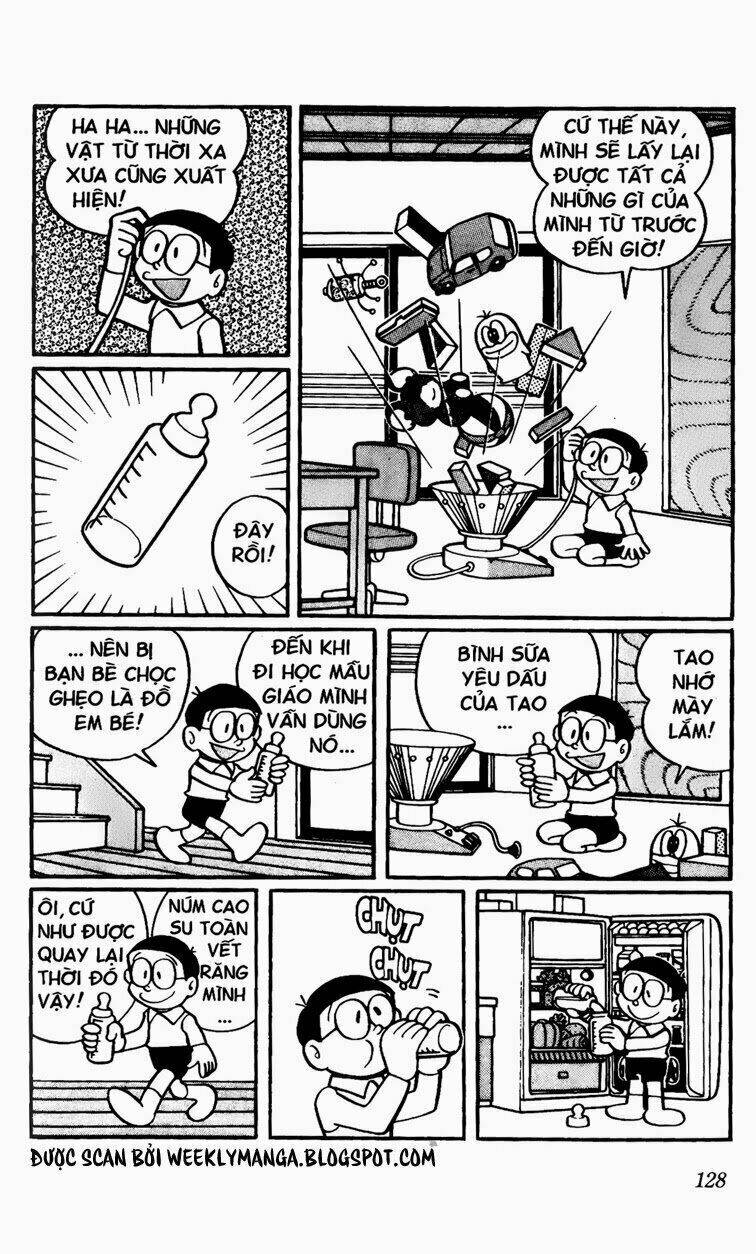 CỨ THẾ NÀY,
MÌNH SẼ LẤY LẠI
ĐƯỢC TẤT CẢ
NHỮNG GÌ CỦA
MÌNH TỪ TRƯỚC
ĐẾN GIỜ!
HA HA... NHỮNG
VẬT TỪ THỜI XA
XƯA CŨNG XUẤT
HIỆN!
ĐÂY
RỒI!
TAO
NHỚ
MÀY
LẮM!
BÌNH SỮA
YÊU DẤU
CỦA TAO
...
ĐẾN KHI
ĐI HỌC MẪU
GIÁO MÌNH
VẪN DÙNG
NÓ...
... NÊN BỊ
BẠN BÈ CHỌC
GHẸO LÀ ĐỒ
EM BÉ!
CHỤT
CHỤT
NÚM CAO
SU TOÀN
VẾT
RĂNG
MÌNH
...
ÔI, CỨ
NHƯ ĐƯỢC
QUAY LẠI
THỜI ĐÓ
VẬY!
ĐƯỢC SCAN BỞI WEEKLYMANGA.BLOGSPOT.COM
128